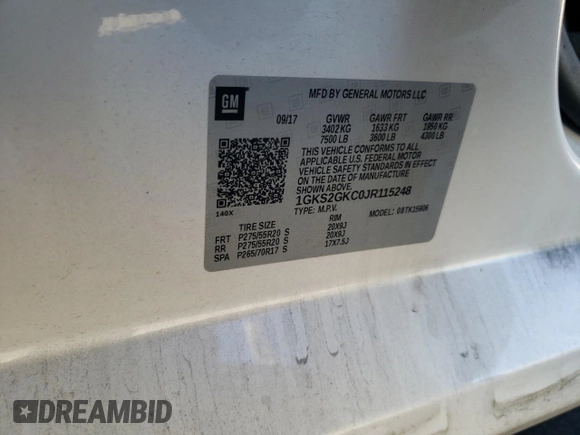 GM
MFD BY GENERAL MOTORS LLC
09/17 GVWR GAWR FRT GAWR RR
3402 KG 1633 KG 1950 KG
7500 LB 3600 LB 4300 LB
THIS VEHICLE CONFORMS TO ALL
APPLICABLE U.S. FEDERAL MOTOR
VEHICLE SAFETY STANDARDS IN EFFECT
ON THE DATE OF MANUFACTURE
SHOWN ABOVE.
1GKS2GKC0JR115248
TYPE: M.P.V. MODEL:
140X
TIRE SIZE RIM
FRT P275/55R20 S 20X9J
RR P275/55R20 S 20X9J
SPA P265/70R17 S 17X7.5J
DREAMBID